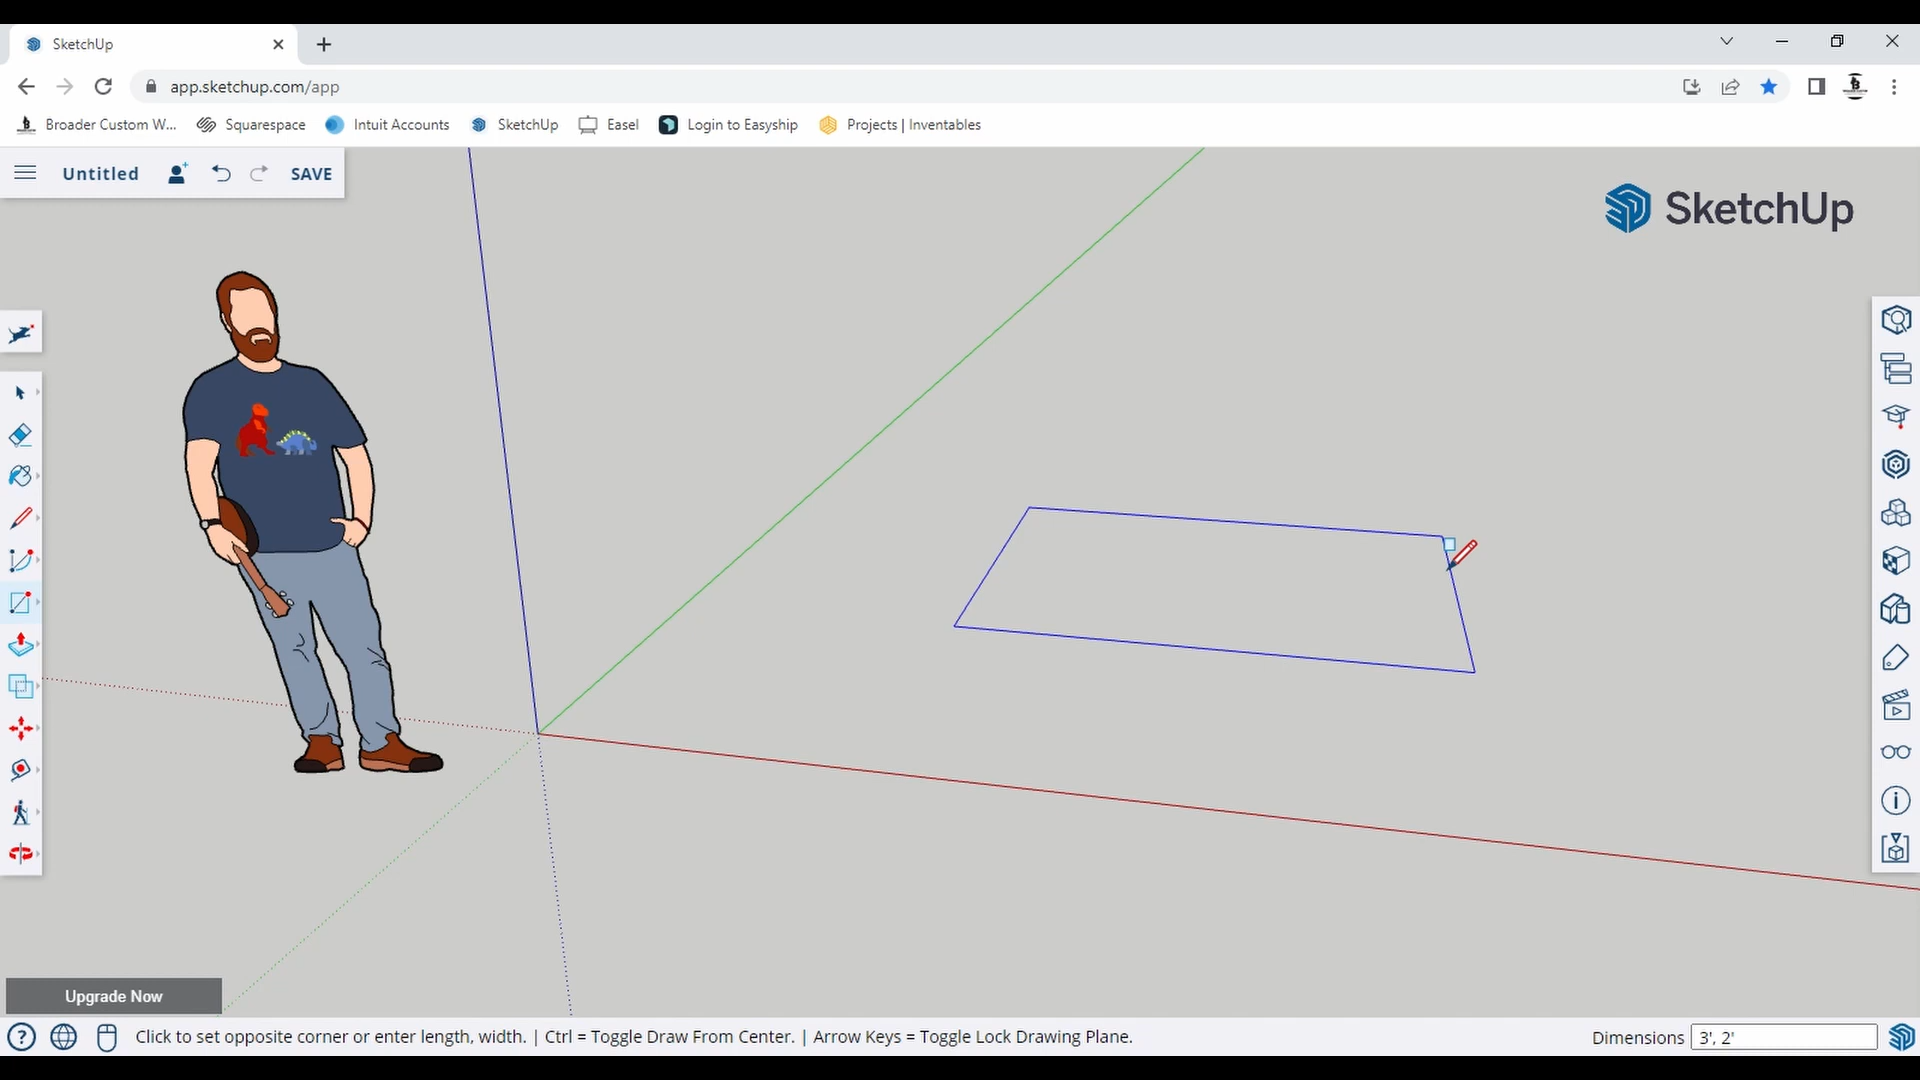 SketchUp
app.sketchup.com/app
Broader Custom W... Squarespace Intuit Accounts SketchUp Easel Login to Easyship Projects | Inventables
Untitled SAVE
SketchUp
Upgrade Now
Click to set opposite corner or enter length, width. | Ctrl = Toggle Draw From Center. | Arrow Keys = Toggle Lock Drawing Plane.
Dimensions 3', 2'